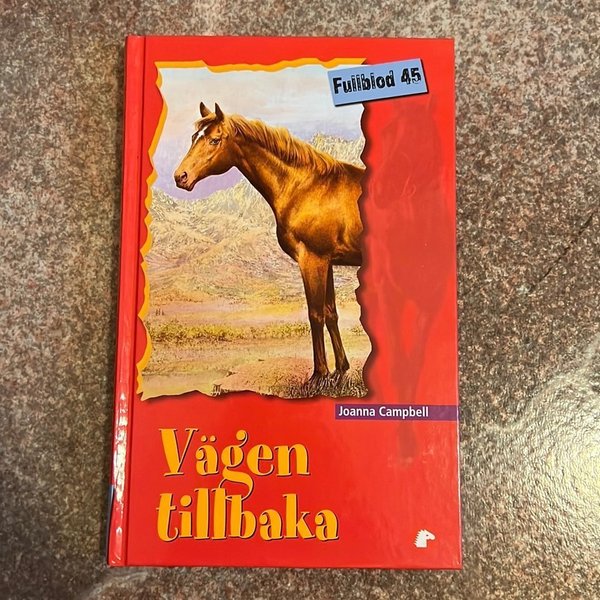 Fullblod 45
Joanna Campbell
Vägen
tillbaka